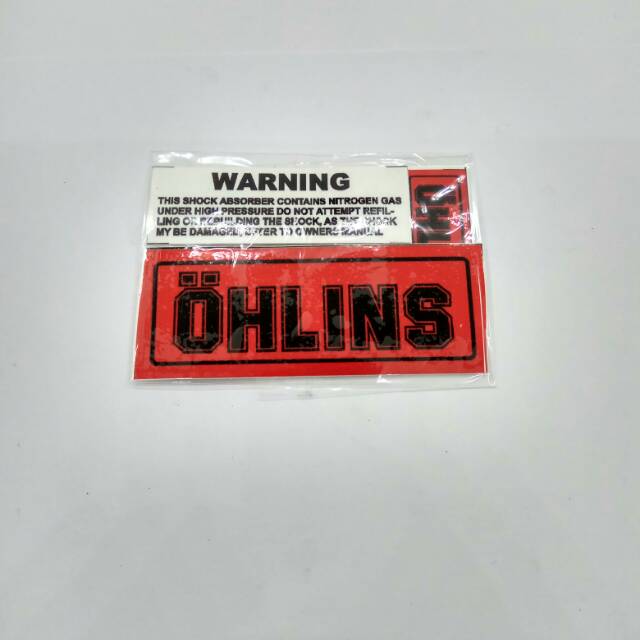 WARNING
THIS SHOCK ABSORBER CONTAINS NITROGEN GAS
UNDER HIGH PRESSURE DO NOT ATTEMPT REFIL-
LING OR REBUILDING THE SHOCK, AS THE SHOCK
MY BE DAMAGED, REFER TO OWNERS MANUAL
ÖHL
ÖHLINS